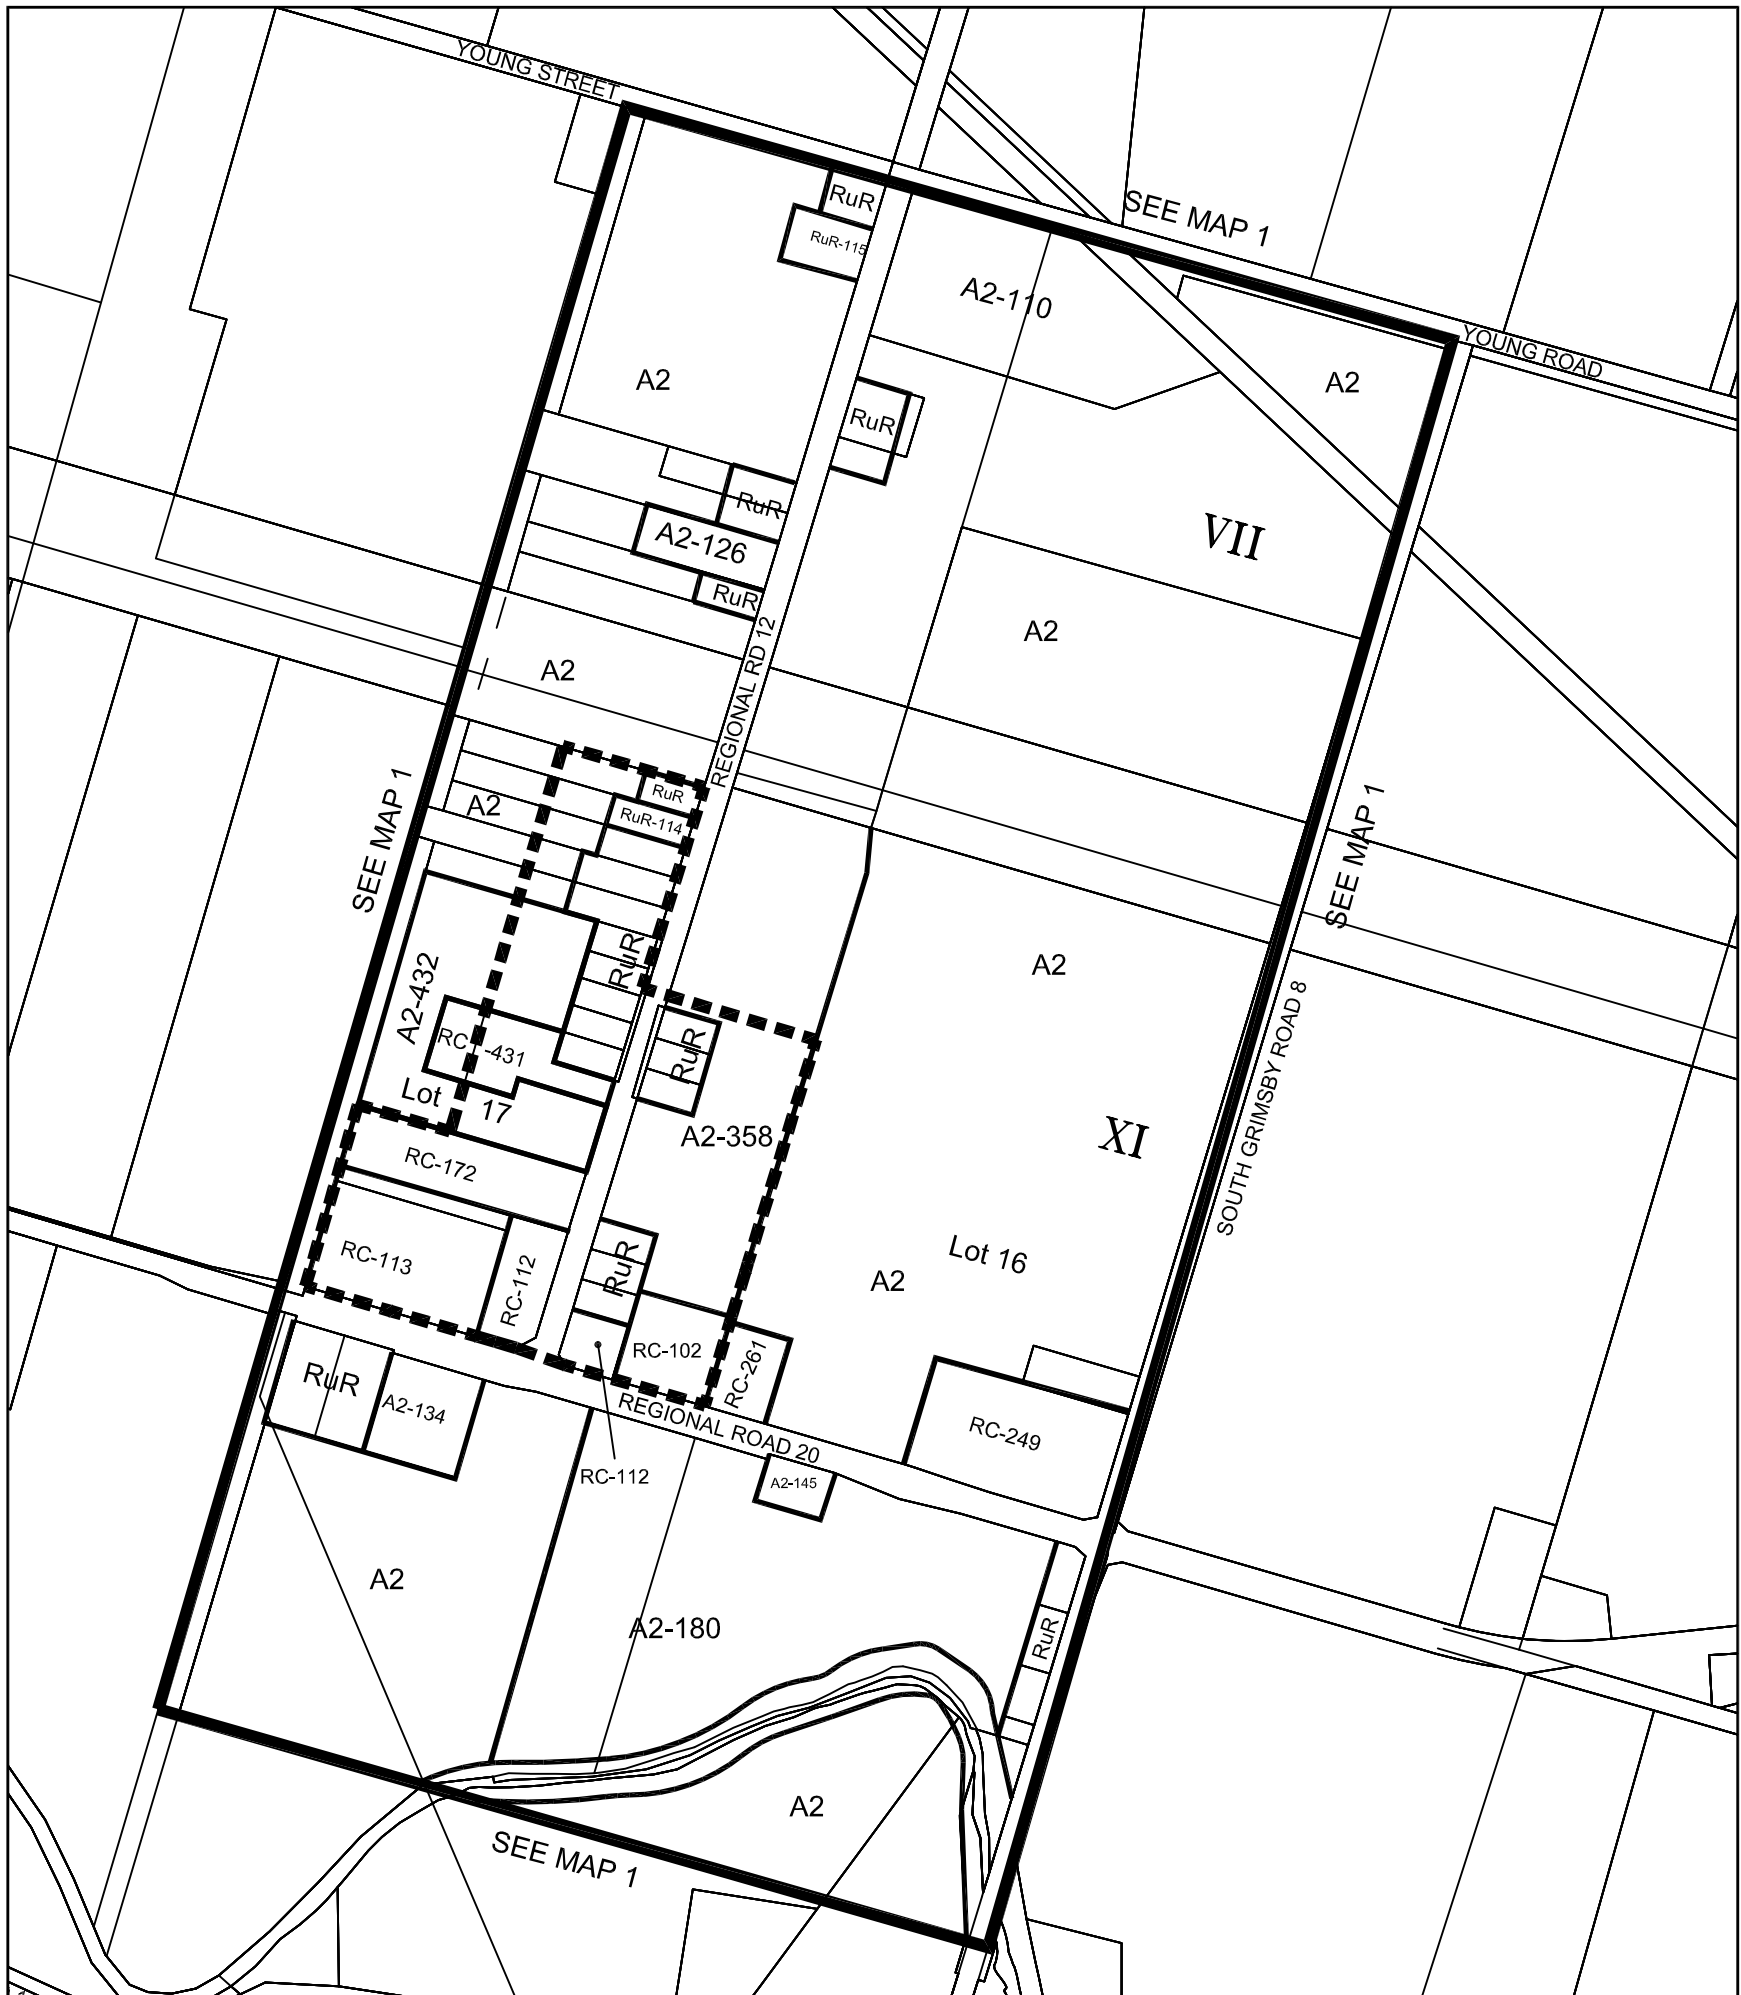 YOUNG STREET
SEE MAP 1
RuR
RuR-115
A2-110
YOUNG ROAD
A2
A2
RuR
RuR
A2-126
VII
RuR
A2
REGIONAL RD 12
A2
RuR
RuR-114
A2
SEE MAP 1
SEE MAP 1
RuR
A2
A2-432
RC -431
RuR
Lot 17
A2-358
XI
SOUTH GRIMSBY ROAD 8
RC-172
RC-113
RC-112
RuR
Lot 16
A2
RC-102
RC-261
RuR
A2-134
REGIONAL ROAD 20
RC-249
RC-112
A2-145
A2
A2-180
RuR
A2
SEE MAP 1